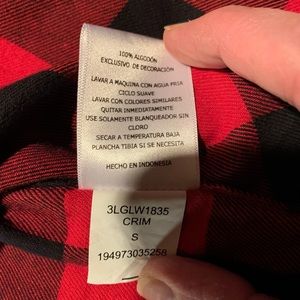 100% ALGODÓN
EXCLUSIVO DE DECORACIÓN
LAVAR A MAQUINA CON AGUA FRIA
CICLO SUAVE
LAVAR CON COLORES SIMILARES
QUITAR INMEDIATAMENTE
USE SOLAMENTE BLANQUEADOR SIN
CLORO
SECAR A TEMPERATURA BAJA
PLANCHA TIBIA SI SE NECESITA
HECHO EN INDONESIA
3LGLW1835
CRIM
S
194973035258